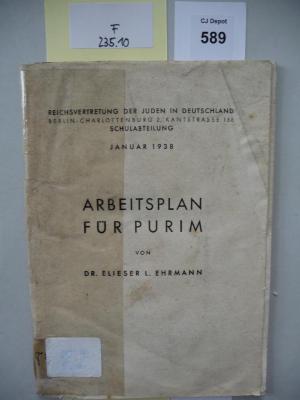 F
235.10
CJ Depot
589
REICHSVERTRETUNG DER JUDEN IN DEUTSCHLAND
BERLIN-CHARLOTTENBURG 2, KANTSTRASSE 158
SCHULABTEILUNG
JANUAR 1938
ARBEITSPLAN
FÜR PURIM
VON
DR. ELIESER L. EHRMANN